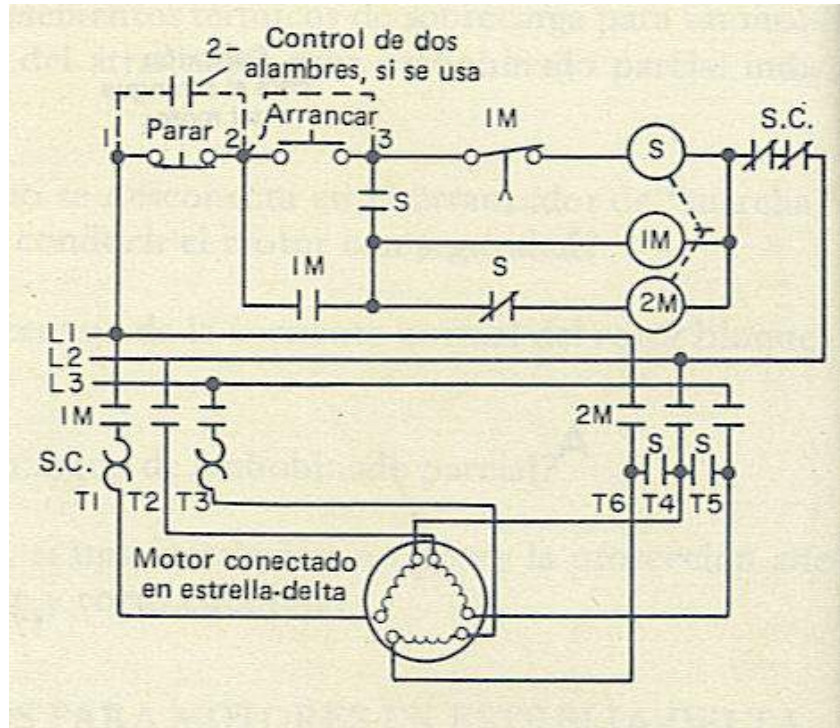 2-
Control de dos
alambres, si se usa
1
Parar
2
Arrancar
3
1M
S
S.C.
S
1M
1M
S
2M
L1
L2
L3
1M
2M
S.C.
S
S
T1
T2
T3
T6
T4
T5
Motor conectado
en estrella-delta